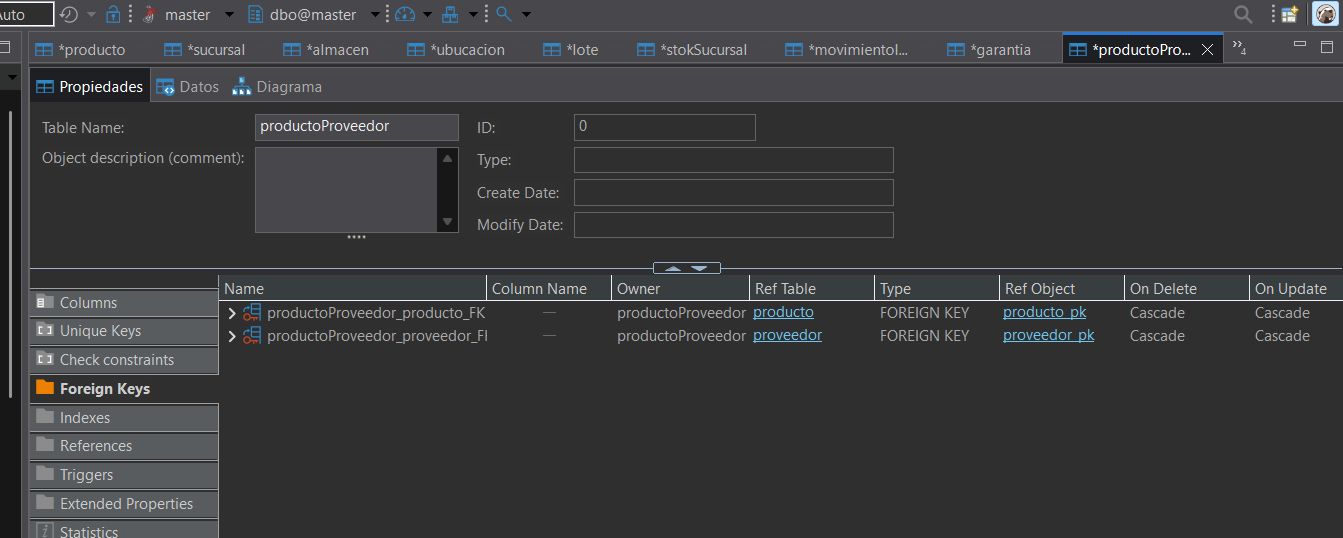 Auto master dbo@master
*producto *sucursal *almacen *ubucacion *lote *stokSucursal *movimientoI... *garantia *productoPro... 4
Propiedades Datos Diagrama
Table Name: productoProveedor ID: 0
Object description (comment): Type:
Create Date:
Modify Date:
Name Column Name Owner Ref Table Type Ref Object On Delete On Update
productoProveedor_producto_FK — productoProveedor producto FOREIGN KEY producto_pk Cascade Cascade
productoProveedor_proveedor_FI — productoProveedor proveedor FOREIGN KEY proveedor_pk Cascade Cascade
Columns
Unique Keys
Check constraints
Foreign Keys
Indexes
References
Triggers
Extended Properties
Statistics